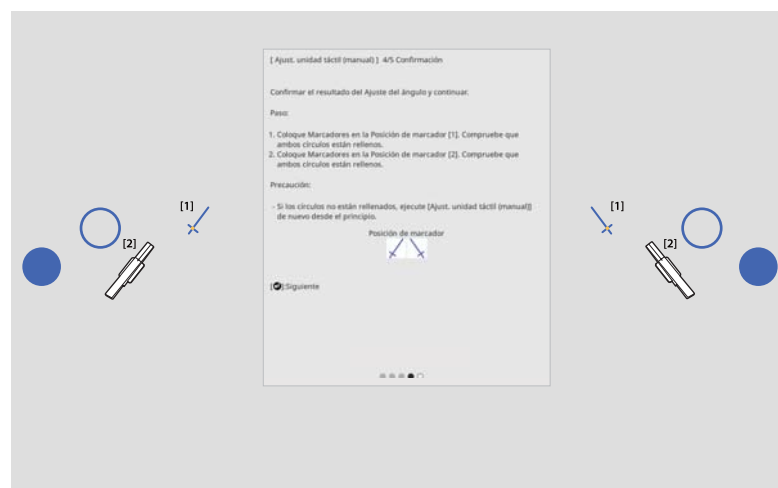 [ Ajust. unidad táctil (manual) ] 4/5 Confirmación
Confirmar el resultado del Ajuste del ángulo y continuar.
Paso:
1. Coloque Marcadores en la Posición de marcador [1]. Compruebe que
ambos círculos están rellenos.
2. Coloque Marcadores en la Posición de marcador [2]. Compruebe que
ambos círculos están rellenos.
Precaución:
- Si los círculos no están rellenados, ejecute [Ajust. unidad táctil (manual)]
de nuevo desde el principio.
Posición de marcador
[ ]:Siguiente
[1]
[2]
[1]
[2]